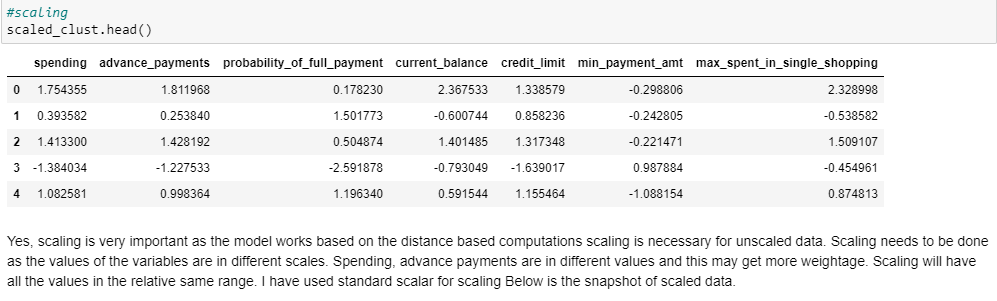 #scaling
scaled_clust.head()
spending advance_payments probability_of_full_payment current_balance credit_limit min_payment_amt max_spent_in_single_shopping
0 1.754355 1.811968 0.178230 2.367533 1.338579 -0.298806 2.328998
1 0.393582 0.253840 1.501773 -0.600744 0.858236 -0.242805 -0.538582
2 1.413300 1.428192 0.504874 1.401485 1.317348 -0.221471 1.509107
3 -1.384034 -1.227533 -2.591878 -0.793049 -1.639017 0.987884 -0.454961
4 1.082581 0.998364 1.196340 0.591544 1.155464 -1.088154 0.874813
Yes, scaling is very important as the model works based on the distance based computations scaling is necessary for unscaled data. Scaling needs to be done
as the values of the variables are in different scales. Spending, advance payments are in different values and this may get more weightage. Scaling will have
all the values in the relative same range. I have used standard scalar for scaling Below is the snapshot of scaled data.